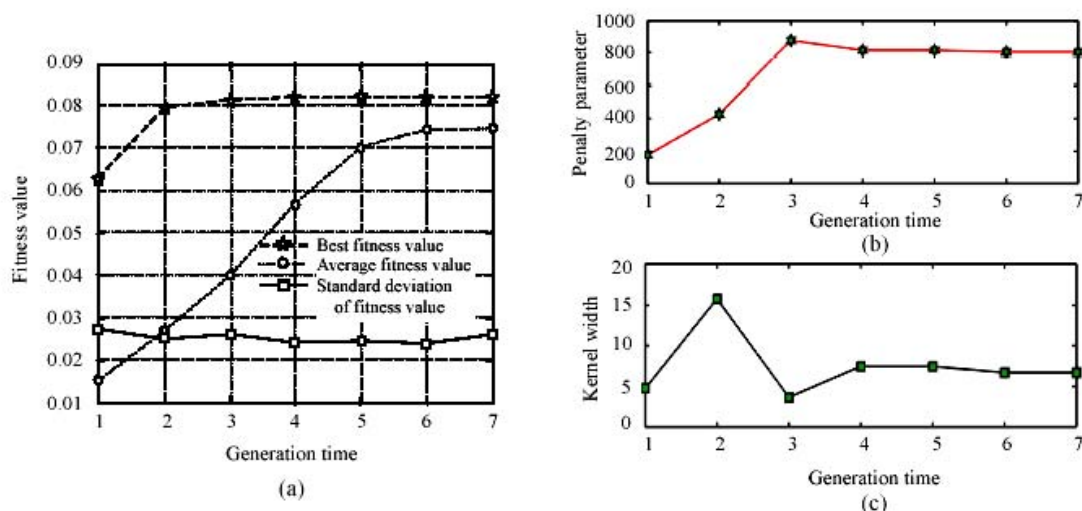 0.09
0.08
0.07
0.06
0.05
0.04
0.03
0.02
0.01
Fitness value
Best fitness value
Average fitness value
Standard deviation
of fitness value
1 2 3 4 5 6 7
Generation time
(a)
1000
800
600
400
200
0
Penalty parameter
1 2 3 4 5 6 7
Generation time
(b)
20
15
10
5
0
Kernel width
1 2 3 4 5 6 7
Generation time
(c)